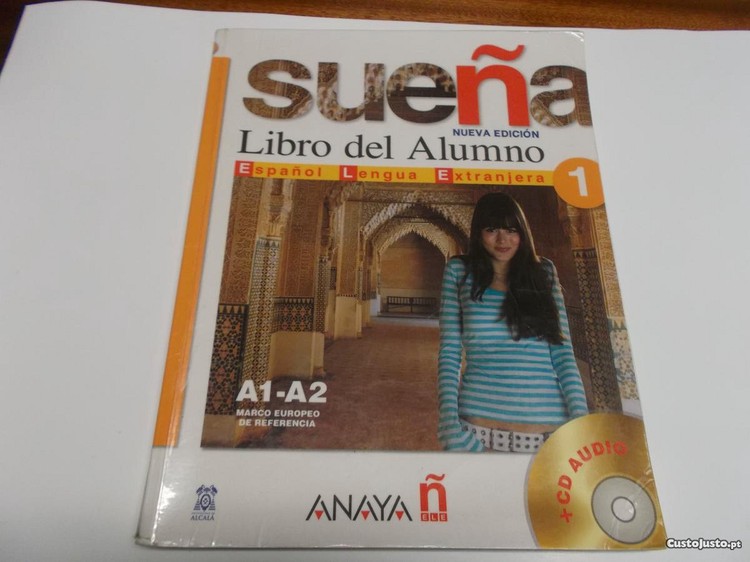 sueña
NUEVA EDICIÓN
Libro del Alumno
Español Lengua Extranjera
1
A1-A2
MARCO EUROPEO
DE REFERENCIA
+CD AUDIO
ALCALÁ
ANAYA ñ
ELE
CustoJusto.pt